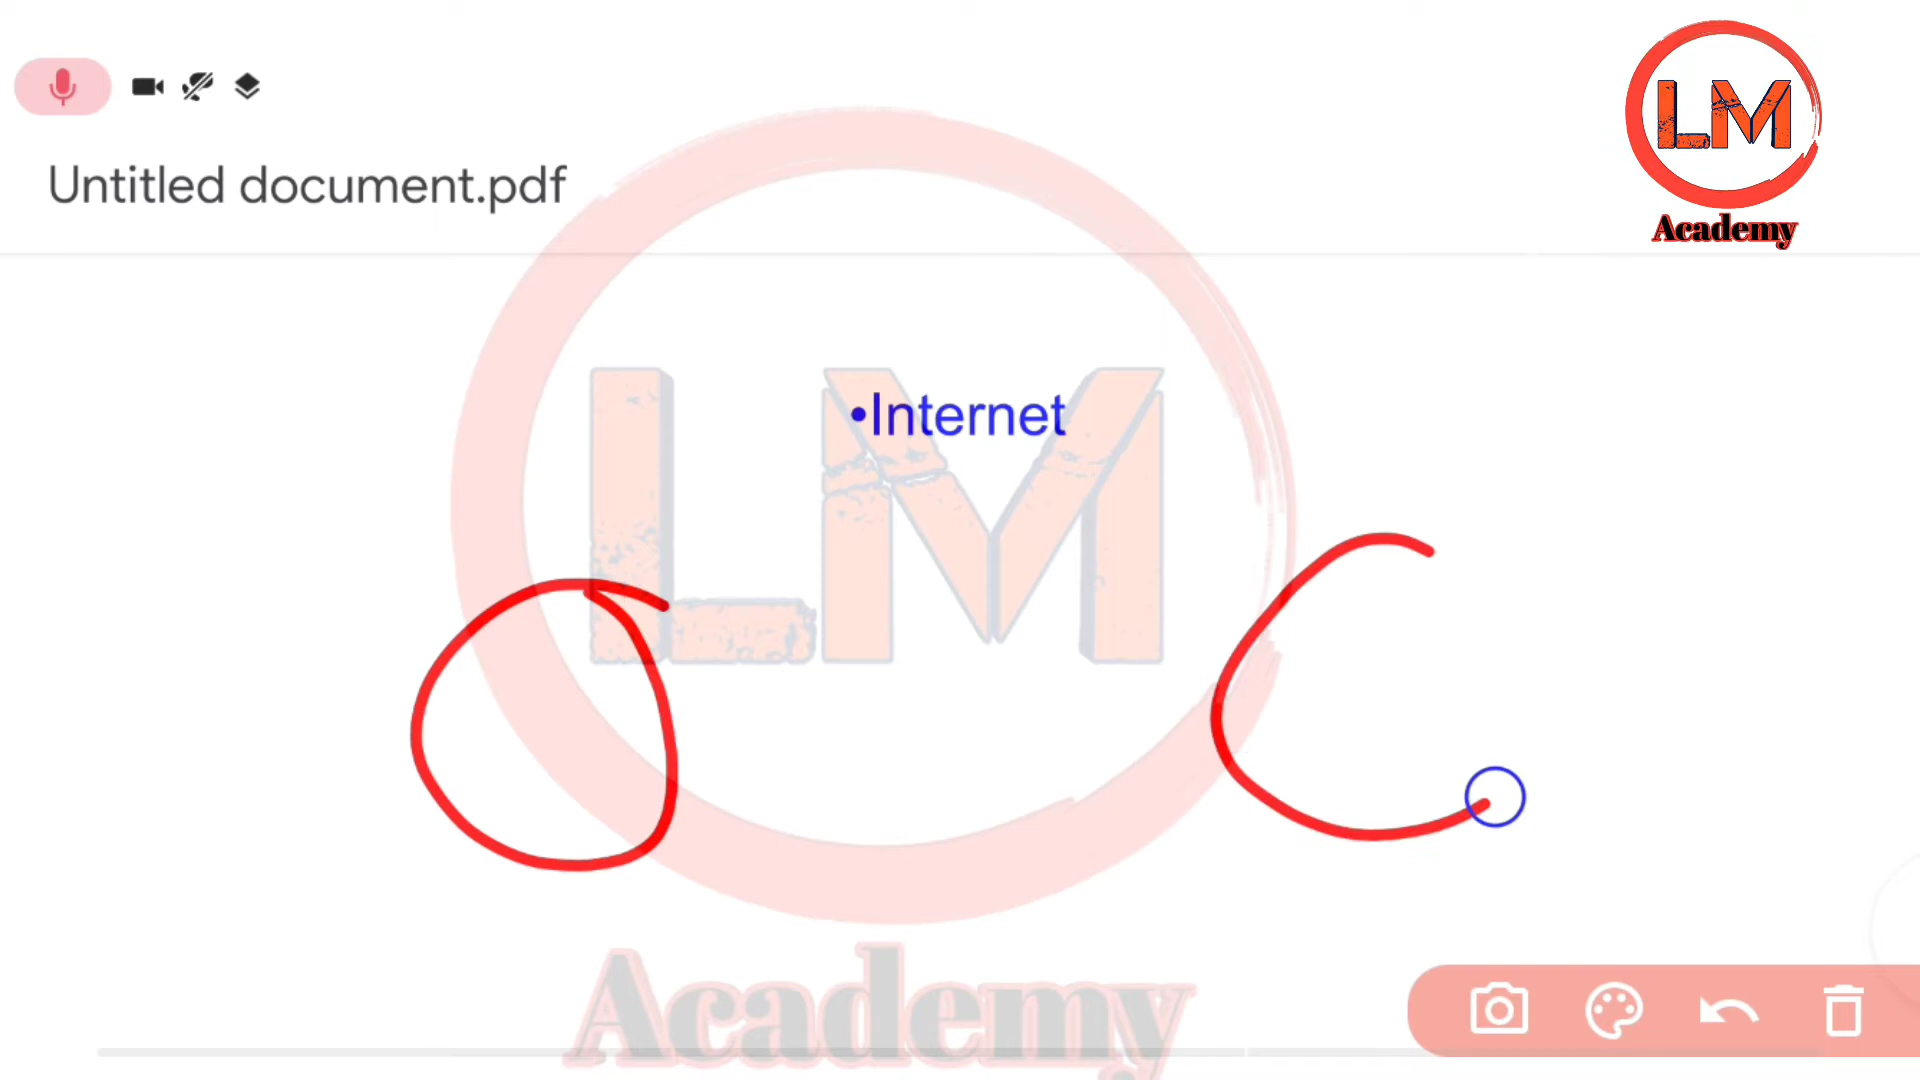 LM
Academy
Untitled document.pdf
•Internet
LM
Academy